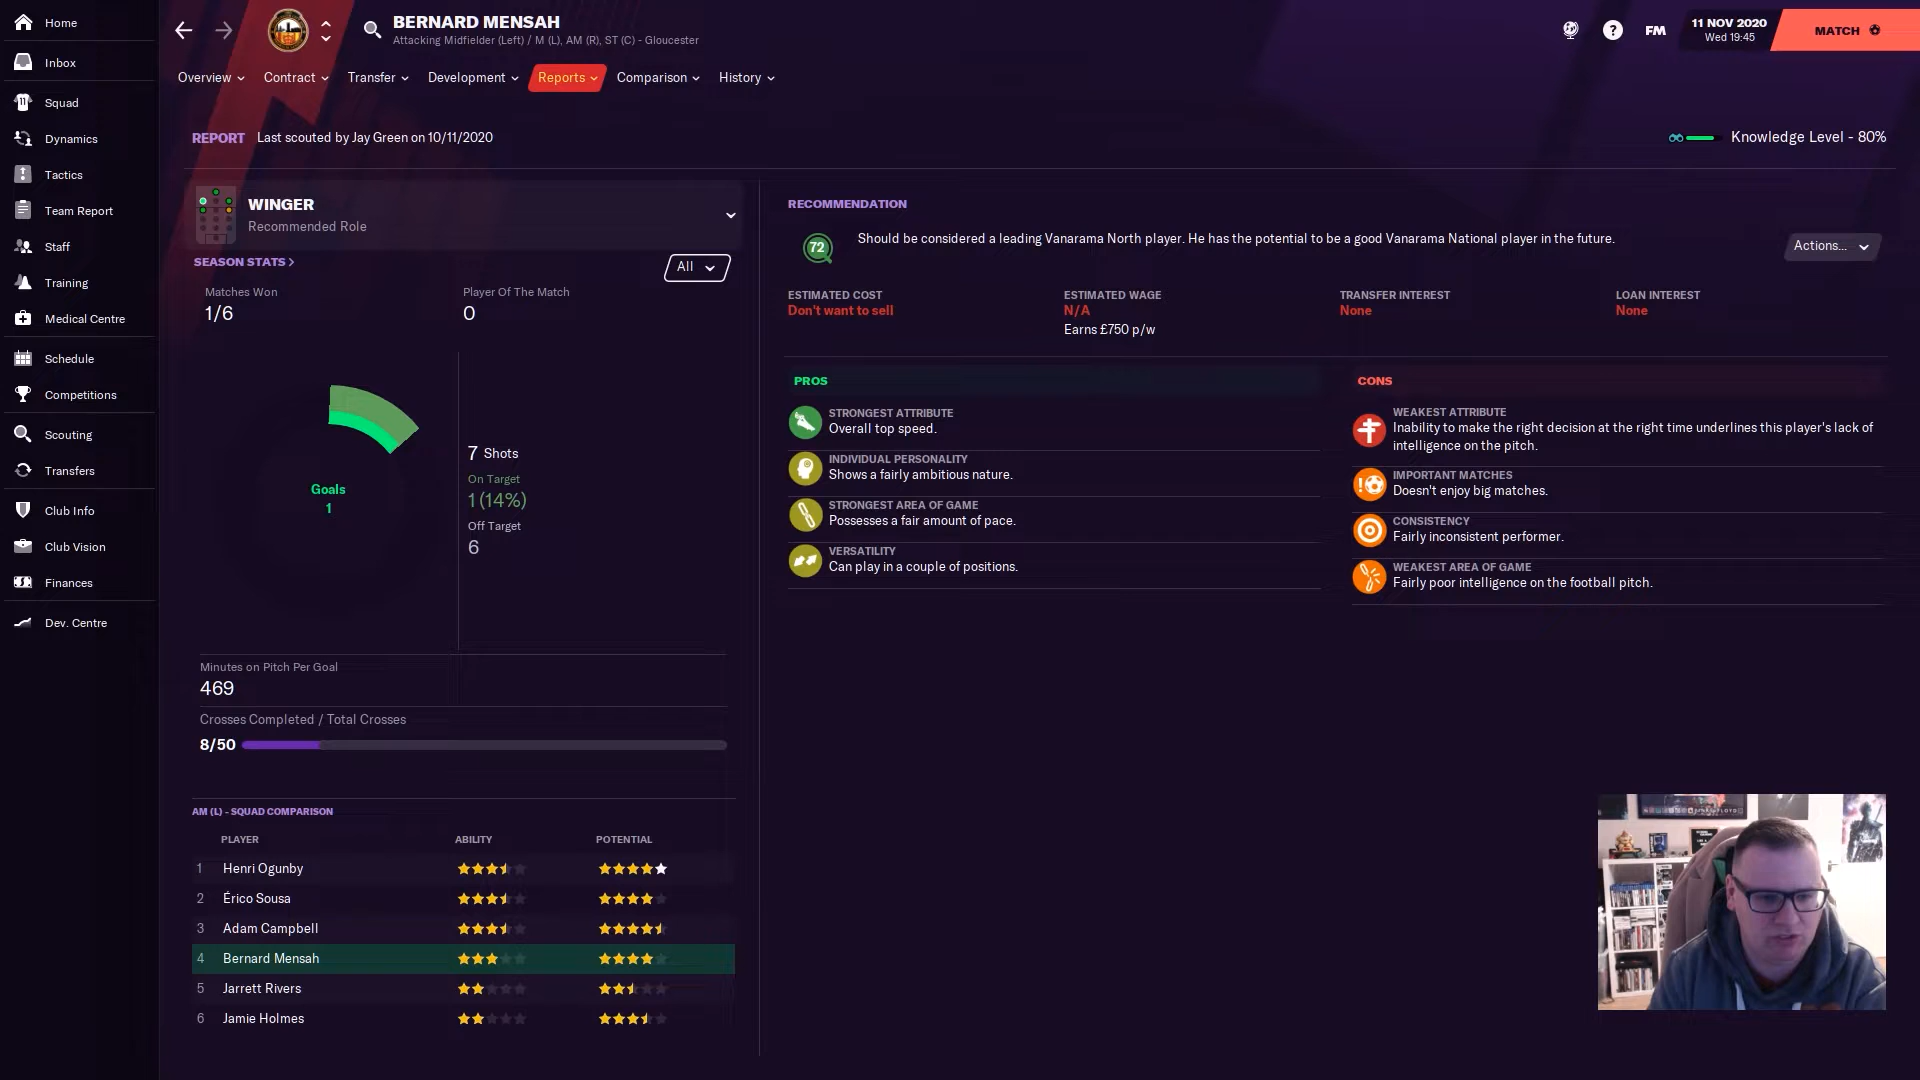 Home
Inbox
Squad
Dynamics
Tactics
Team Report
Staff
Training
Medical Centre
Schedule
Competitions
Scouting
Transfers
Club Info
Club Vision
Finances
Dev. Centre
BERNARD MENSAH
Attacking Midfielder (Left) / M (L), AM (R), ST (C) - Gloucester
FM
11 NOV 2020
Wed 19:45
MATCH
Overview
Contract
Transfer
Development
Reports
Comparison
History
REPORT Last scouted by Jay Green on 10/11/2020
Knowledge Level - 80%
WINGER
Recommended Role
SEASON STATS >
All
Matches Won
1/6
Player Of The Match
0
Goals
1
7 Shots
On Target
1 (14%)
Off Target
6
Minutes on Pitch Per Goal
469
Crosses Completed / Total Crosses
8/50
AM (L) - SQUAD COMPARISON
PLAYER ABILITY POTENTIAL
1 Henri Ogunby
2 Érico Sousa
3 Adam Campbell
4 Bernard Mensah
5 Jarrett Rivers
6 Jamie Holmes
RECOMMENDATION
72
Should be considered a leading Vanarama North player. He has the potential to be a good Vanarama National player in the future.
Actions...
ESTIMATED COST
Don't want to sell
ESTIMATED WAGE
N/A
Earns £750 p/w
TRANSFER INTEREST
None
LOAN INTEREST
None
PROS
STRONGEST ATTRIBUTE
Overall top speed.
INDIVIDUAL PERSONALITY
Shows a fairly ambitious nature.
STRONGEST AREA OF GAME
Possesses a fair amount of pace.
VERSATILITY
Can play in a couple of positions.
CONS
WEAKEST ATTRIBUTE
Inability to make the right decision at the right time underlines this player's lack of
intelligence on the pitch.
IMPORTANT MATCHES
Doesn't enjoy big matches.
CONSISTENCY
Fairly inconsistent performer.
WEAKEST AREA OF GAME
Fairly poor intelligence on the football pitch.